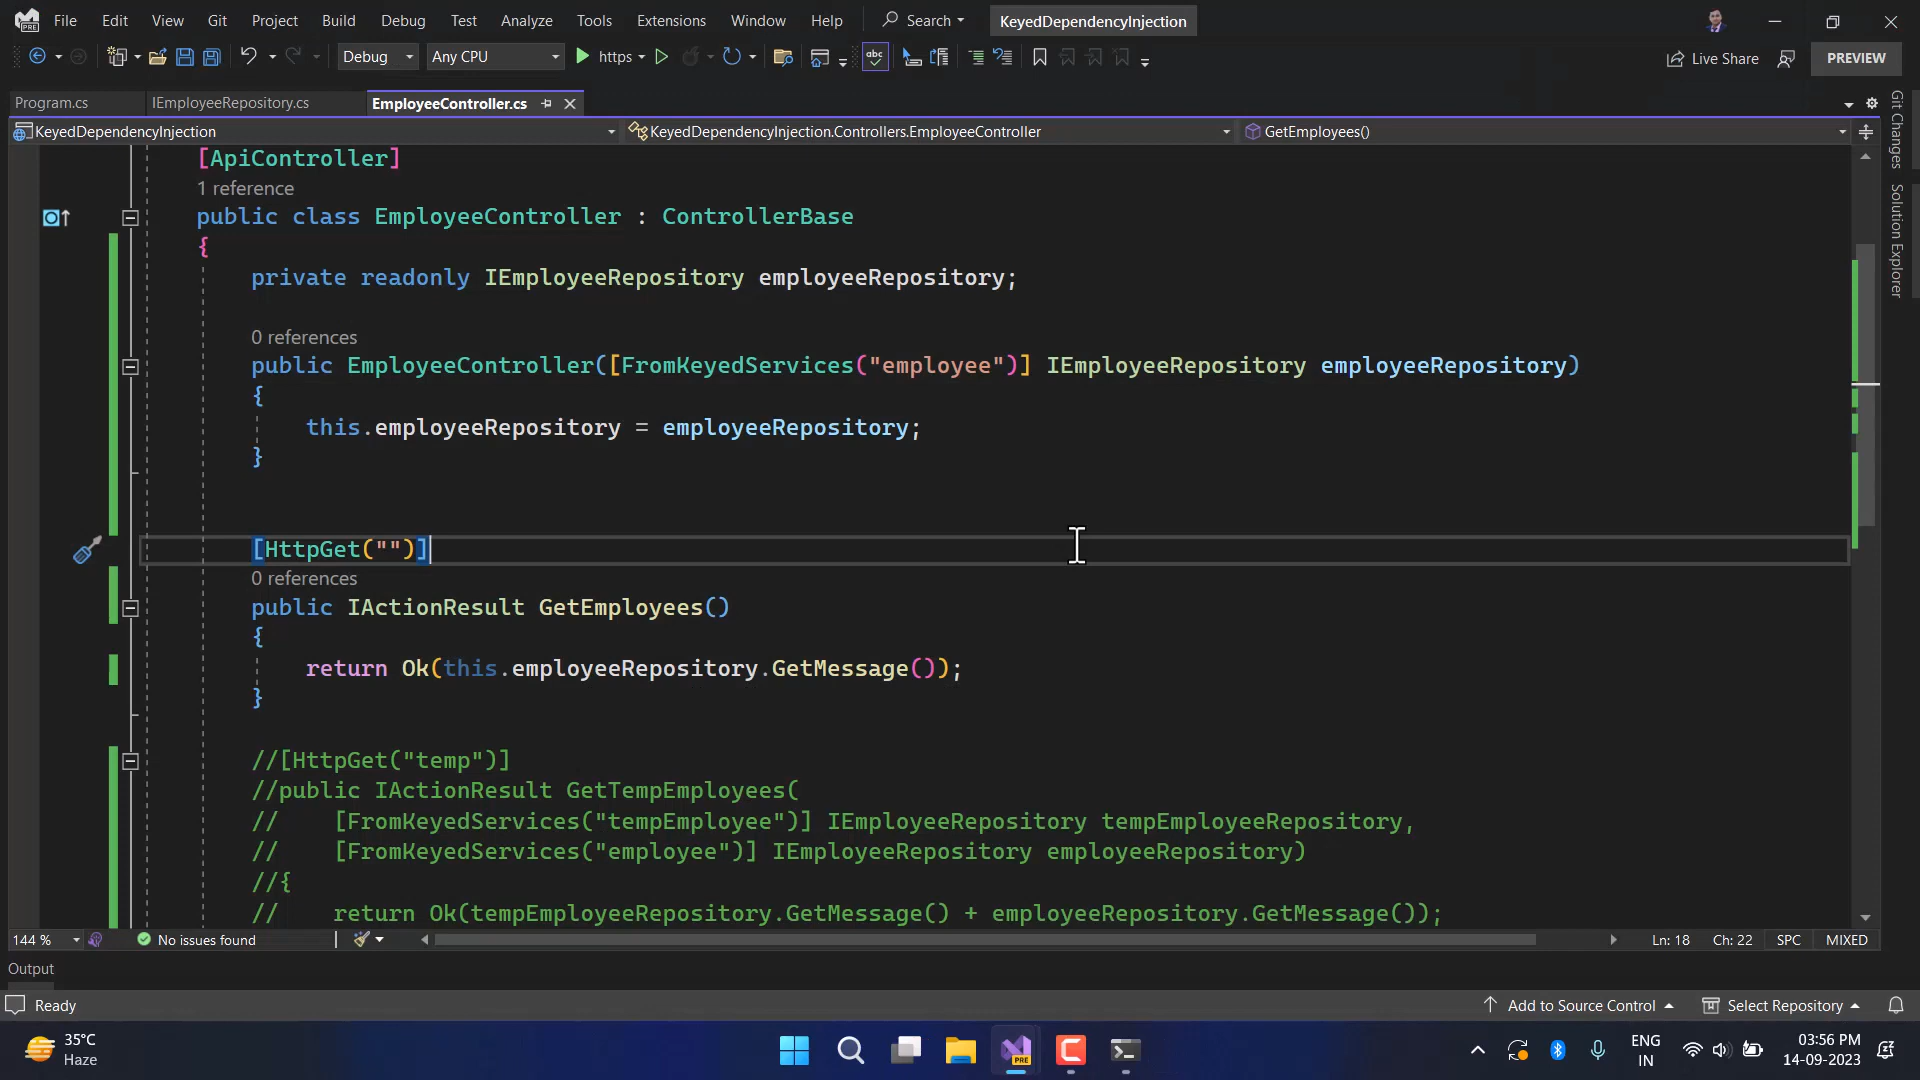 File Edit View Git Project Build Debug Test Analyze Tools Extensions Window Help Search KeyedDependencyInjection
PRE
Debug Any CPU https abc Live Share PREVIEW
Program.cs IEmployeeRepository.cs EmployeeController.cs
KeyedDependencyInjection KeyedDependencyInjection.Controllers.EmployeeController GetEmployees()
[ApiController]
1 reference
public class EmployeeController : ControllerBase
{
private readonly IEmployeeRepository employeeRepository;
0 references
public EmployeeController([FromKeyedServices("employee")] IEmployeeRepository employeeRepository)
{
this.employeeRepository = employeeRepository;
}
[HttpGet("")]
0 references
public IActionResult GetEmployees()
{
return Ok(this.employeeRepository.GetMessage());
}
//[HttpGet("temp")]
//public IActionResult GetTempEmployees(
// [FromKeyedServices("tempEmployee")] IEmployeeRepository tempEmployeeRepository,
// [FromKeyedServices("employee")] IEmployeeRepository employeeRepository)
//{
// return Ok(tempEmployeeRepository.GetMessage() + employeeRepository.GetMessage());
Git Changes
Solution Explorer
144 % No issues found Ln: 18 Ch: 22 SPC MIXED
Output
Ready Add to Source Control Select Repository
35°C
Haze
PRE
ENG
IN
03:56 PM
14-09-2023